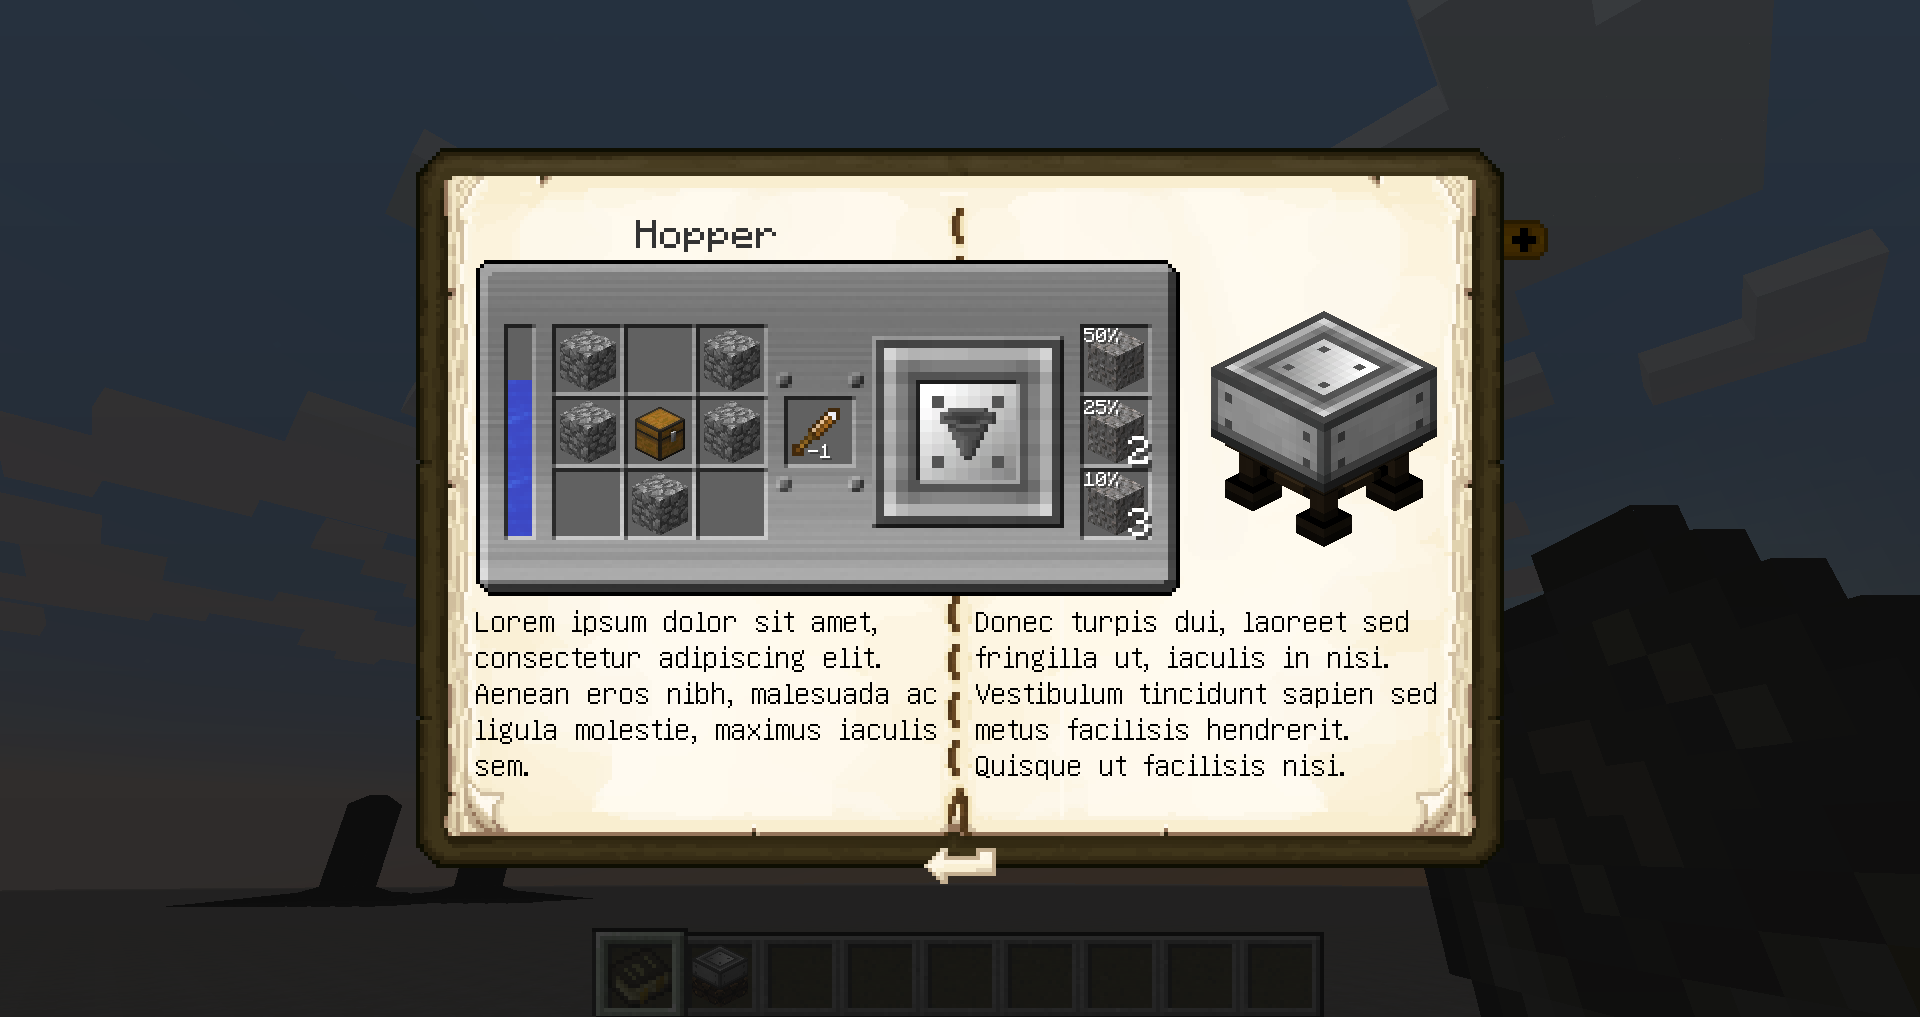 Hopper
50%
25%
2
-1
10%
3
Lorem ipsum dolor sit amet,
consectetur adipiscing elit.
Aenean eros nibh, malesuada ac
ligula molestie, maximus iaculis
sem.
Donec turpis dui, laoreet sed
fringilla ut, iaculis in nisi.
Vestibulum tincidunt sapien sed
metus facilisis hendrerit.
Quisque ut facilisis nisi.